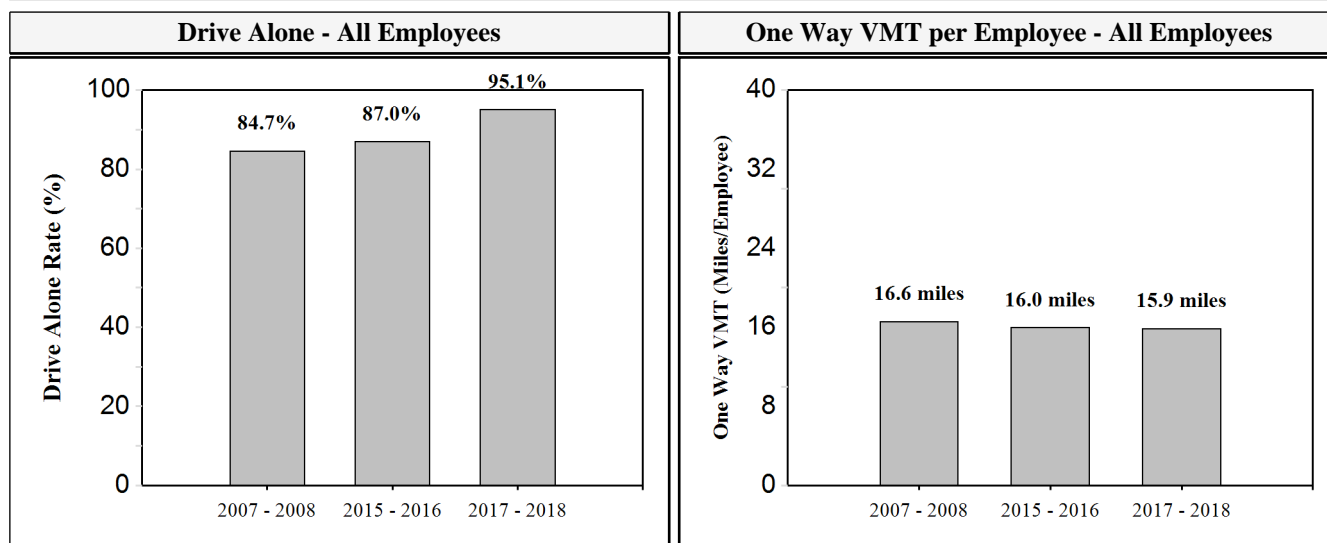 Drive Alone - All Employees
One Way VMT per Employee - All Employees
Drive Alone Rate (%)
100
80
60
40
20
0
84.7%
87.0%
95.1%
2007 - 2008
2015 - 2016
2017 - 2018
One Way VMT (Miles/Employee)
40
32
24
16
8
0
16.6 miles
16.0 miles
15.9 miles
2007 - 2008
2015 - 2016
2017 - 2018